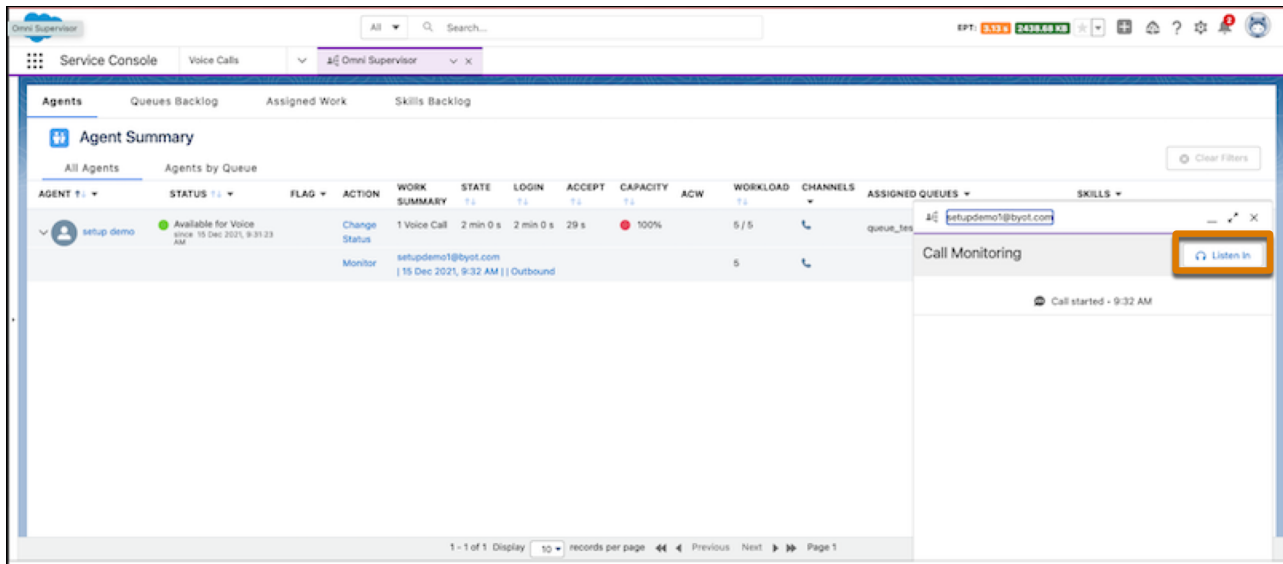 Omni Supervisor
All
Search...
EPT: 3.13 s 2438.68 KB
2
Service Console
Voice Calls
Omni Supervisor
Agents
Queues Backlog
Assigned Work
Skills Backlog
Agent Summary
All Agents
Agents by Queue
Clear Filters
AGENT
STATUS
FLAG
ACTION
WORK SUMMARY
STATE
LOGIN
ACCEPT
CAPACITY
ACW
WORKLOAD
CHANNELS
ASSIGNED QUEUES
SKILLS
setup demo
Available for Voice
since 15 Dec 2021, 9:31:23
AM
Change
Status
1 Voice Call
2 min 0 s
2 min 0 s
29 s
100%
5 / 5
queue_tes
Monitor
setupdemo1@byot.com
| 15 Dec 2021, 9:32 AM | | Outbound
5
setupdemo1@byot.com
Call Monitoring
Listen In
Call started • 9:32 AM
1 - 1 of 1 Display 10 records per page Previous Next Page 1